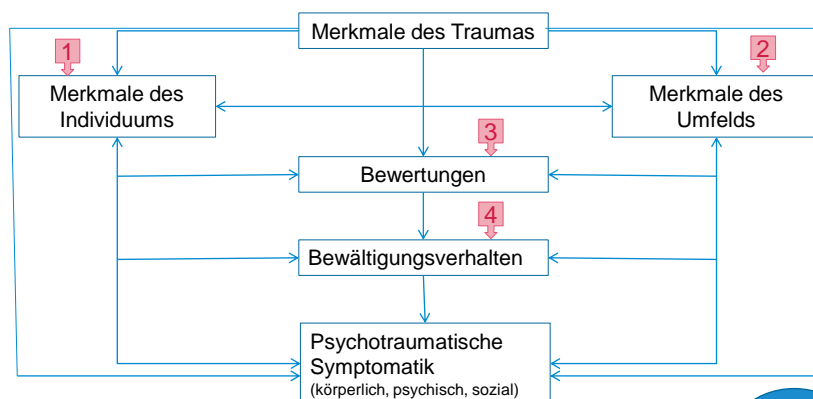 Merkmale des Traumas
1
2
Merkmale des
Individuums
Merkmale des
Umfelds
3
Bewertungen
4
Bewältigungsverhalten
Psychotraumatische
Symptomatik
(körperlich, psychisch, sozial)